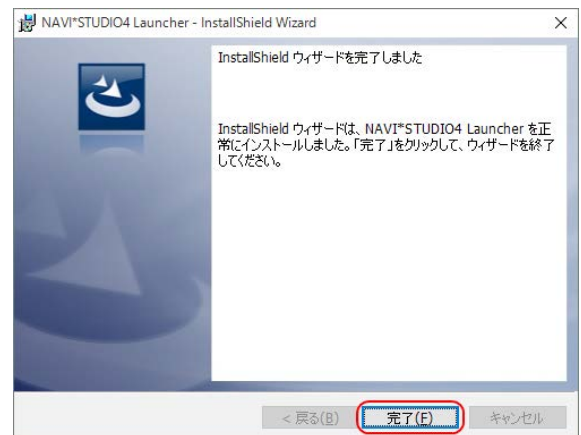 NAVI*STUDIO4 Launcher - InstallShield Wizard
InstallShield ウィザードを完了しました
InstallShield ウィザードは、NAVI*STUDIO4 Launcher を正
常にインストールしました。「完了」をクリックして、ウィザードを終了
してください。
< 戻る(B) 完了(F) キャンセル